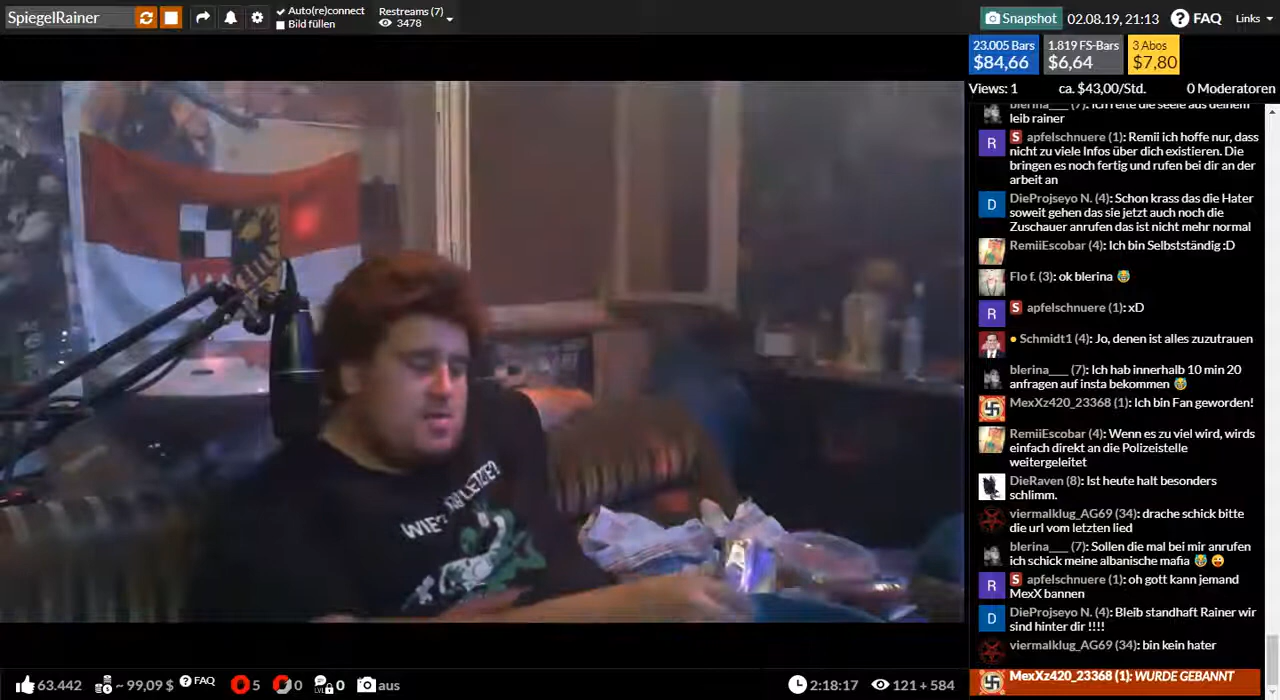 SpiegelRainer
Auto(re)connect
Bild füllen
Restreams (7)
3478
Snapshot
02.08.19, 21:13
FAQ
Links
23.005 Bars
$84,66
1.819 FS-Bars
$6,64
3 Abos
$7,80
Views: 1
ca. $43,00/Std.
0 Moderatoren
blerina___ (7): Ich reite die seele aus deinem
leib rainer
R
S apfelschnuere (1): Remii ich hoffe nur, dass
nicht zu viele Infos über dich existieren. Die
bringen es noch fertig und rufen bei dir an der
arbeit an
D
DieProjseyo N. (4): Schon krass das die Hater
soweit gehen das sie jetzt auch noch die
Zuschauer anrufen das ist nicht mehr normal
RemiiEscobar (4): Ich bin Selbstständig :D
Flo f. (3): ok blerina 😭
R
S apfelschnuere (1): xD
Schmidt1 (4): Jo, denen ist alles zuzutrauen
blerina___ (7): Ich hab innerhalb 10 min 20
anfragen auf insta bekommen 😭
MexXz420_23368 (1): Ich bin Fan geworden!
RemiiEscobar (4): Wenn es zu viel wird, wirds
einfach direkt an die Polizeistelle
weitergeleitet
DieRaven (8): Ist heute halt besonders
schlimm.
viermalklug_AG69 (34): drache schick bitte
die url vom letzten lied
blerina___ (7): Sollen die mal bei mir anrufen
ich schick meine albanische mafia 😭 😜
R
S apfelschnuere (1): oh gott kann jemand
MexX bannen
D
DieProjseyo N. (4): Bleib standhaft Rainer wir
sind hinter dir !!!!
viermalklug_AG69 (34): bin kein hater
MexXz420_23368 (1): WURDE GEBANNT
63.442
~ 99,09 $
FAQ
5
0
LVL
0
aus
2:18:17
121 + 584